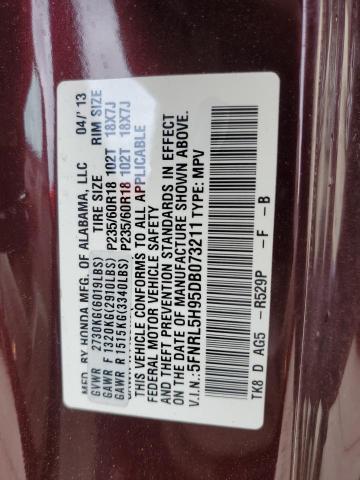 MFD BY HONDA MFG. OF ALABAMA, LLC 04/'13
TIRE SIZE RIM SIZE
GVWR 2730KG(6019LBS)
GAWR F 1320KG(2910LBS) P235/60R18 102T 18X7J
GAWR R 1515KG(3340LBS) P235/60R18 102T 18X7J
THIS VEHICLE CONFORMS TO ALL APPLICABLE
FEDERAL MOTOR VEHICLE SAFETY
AND THEFT PREVENTION STANDARDS IN EFFECT
ON THE DATE OF MANUFACTURE SHOWN ABOVE.
V.I.N.:5FNRL5H95DB073211 TYPE: MPV
TK8 D AG5 -R529P -F -B